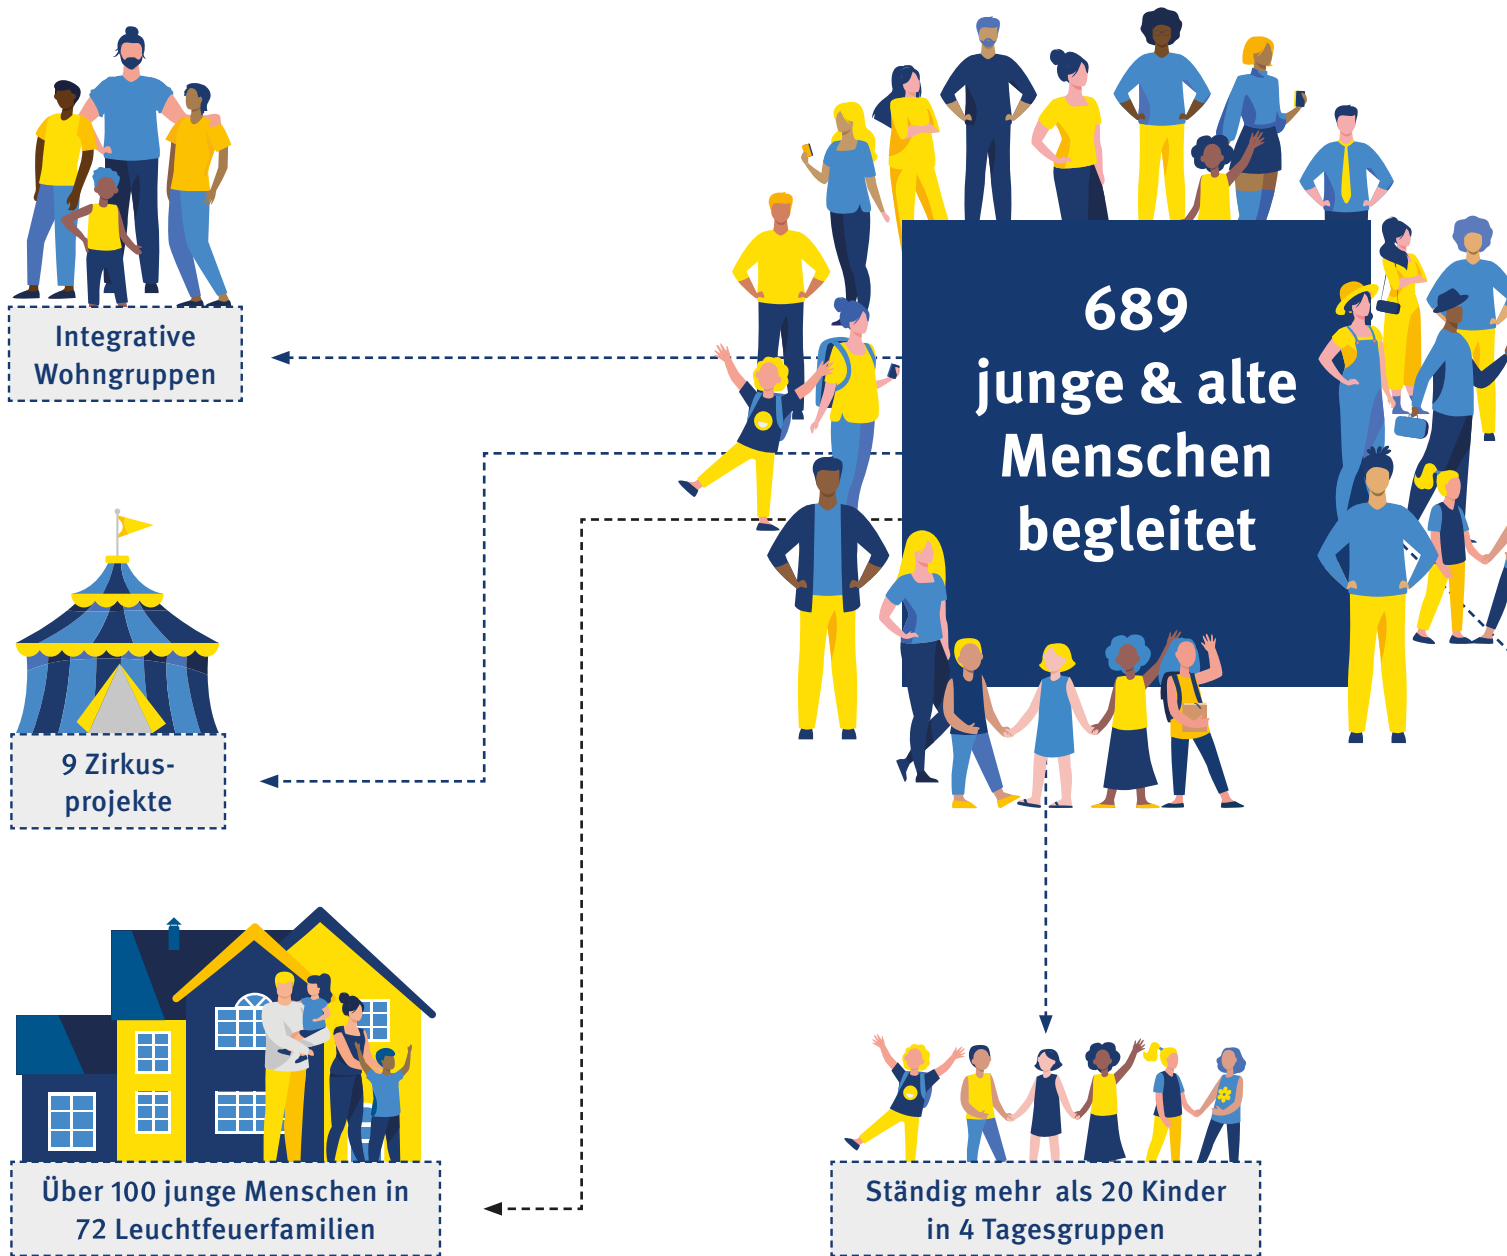 689
junge & alte
Menschen
begleitet
Integrative
Wohngruppen
9 Zirkus-
projekte
Über 100 junge Menschen in
72 Leuchtfeuerfamilien
Ständig mehr als 20 Kinder
in 4 Tagesgruppen